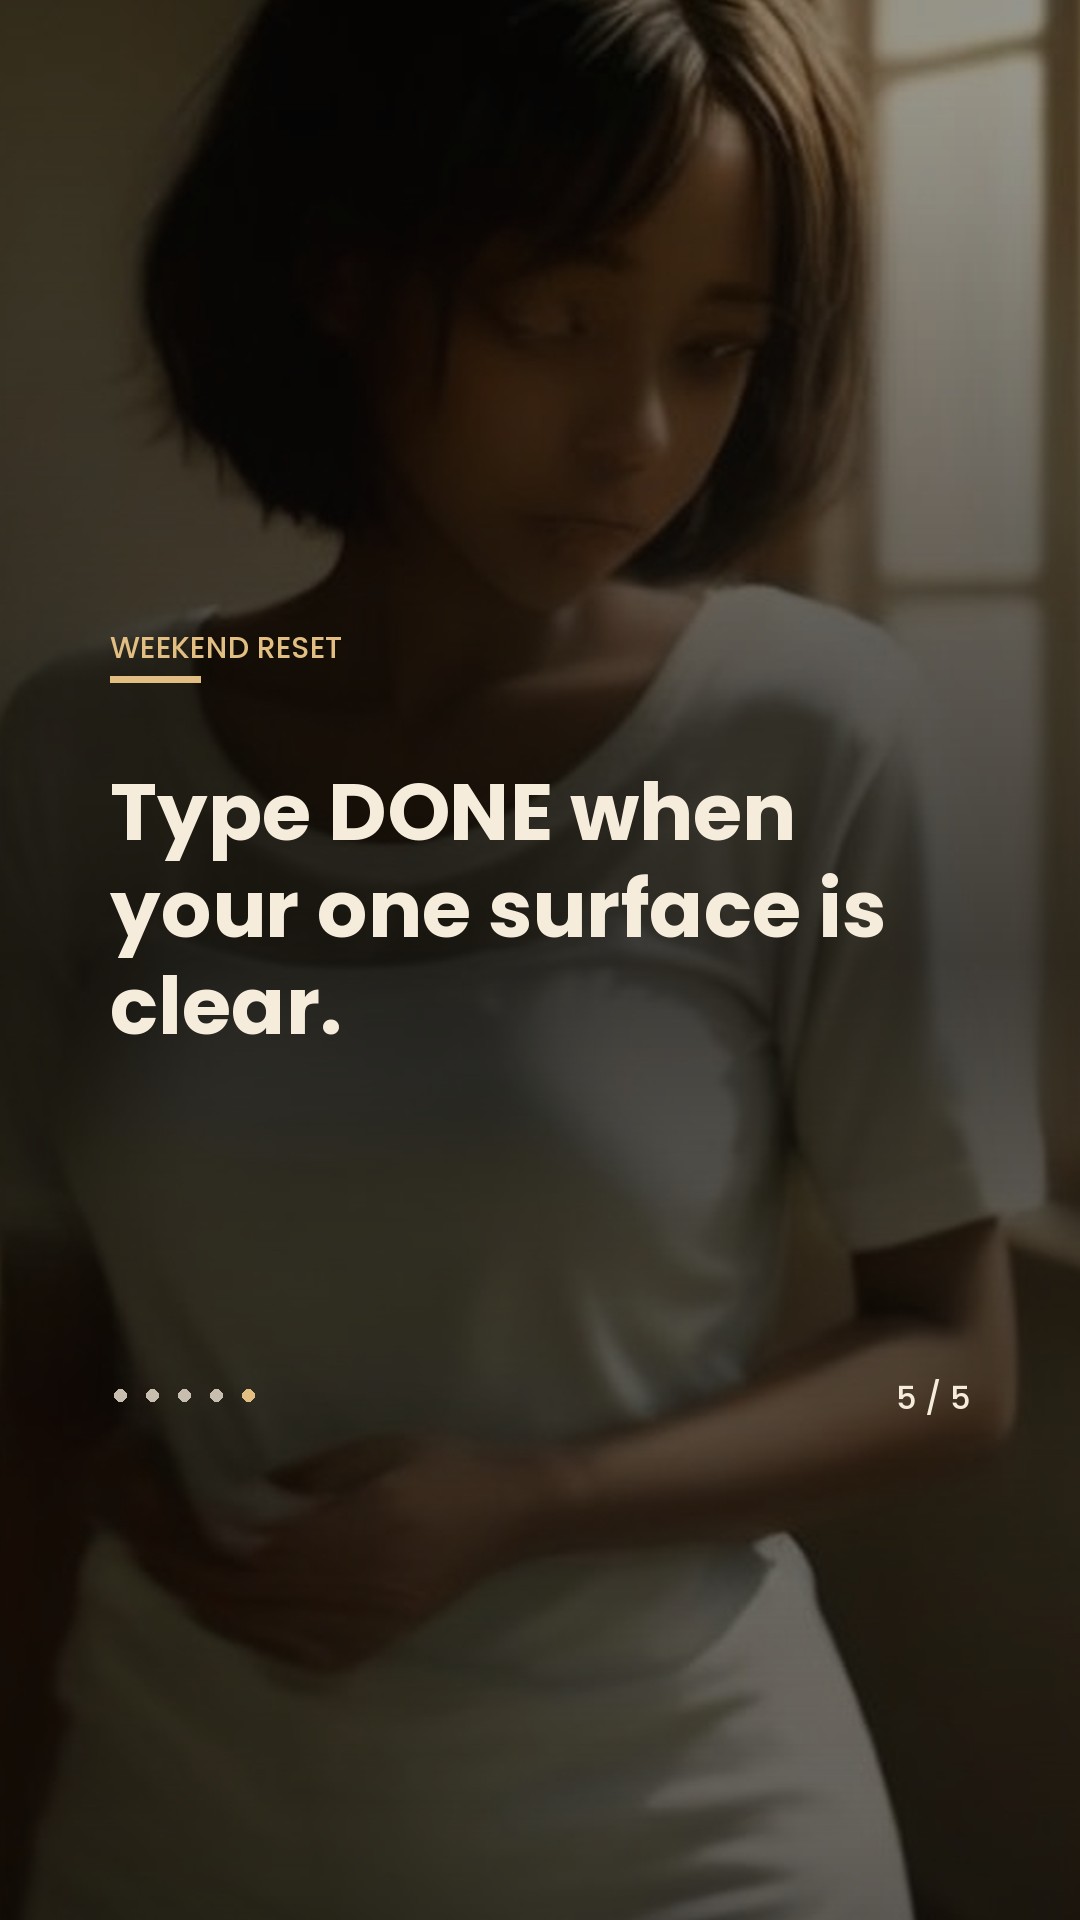 WEEKEND RESET
Type DONE when
your one surface is
clear.
5 / 5